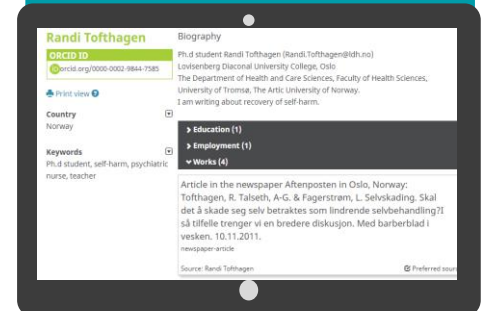 Randi Tofthagen
ORCID ID
iD orcid.org/0000-0002-9844-7585
Print view ?
Country
Norway
Keywords
Ph.d student, self-harm, psychiatric
nurse, teacher
Biography
Ph.d student Randi Tofthagen (Randi.Tofthagen@ldh.no)
Lovisenberg Diaconal University College, Oslo
The Department of Health and Care Sciences, Faculty of Health Sciences,
University of Tromsø, The Artic University of Norway.
I am writing about recovery of self-harm.
Education (1)
Employment (1)
Works (4)
Article in the newspaper Aftenposten in Oslo, Norway:
Tofthagen, R. Talseth, A-G. & Fagerstrøm, L. Selvskading. Skal
det å skade seg selv betraktes som lindrende selvbehandling?I
så tilfelle trenger vi en bredere diskusjon. Med barberblad i
vesken. 10.11.2011.
newspaper-article
Source: Randi Tofthagen
Preferred sour